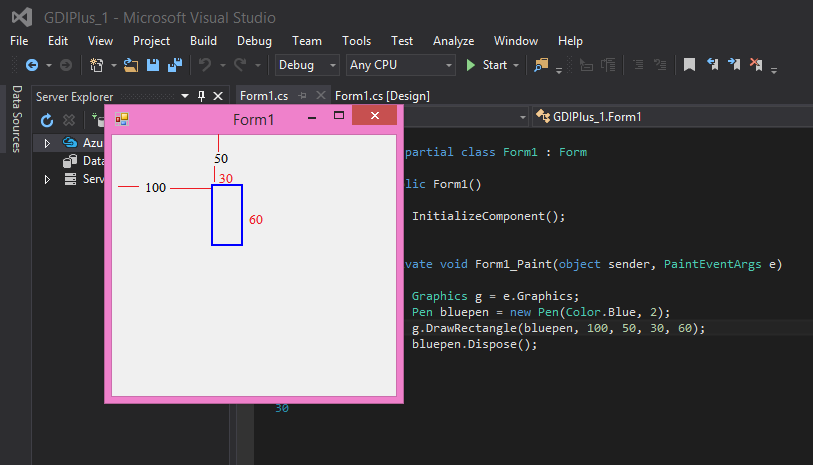 GDIPlus_1 - Microsoft Visual Studio
File Edit View Project Build Debug Team Tools Test Analyze Window Help
Debug Any CPU Start
Data Sources
Server Explorer
Form1.cs Form1.cs [Design]
GDIPlus_1.Form1
Azu
Data
Serv
Form1
50
30
100
60
partial class Form1 : Form
lic Form1()
InitializeComponent();
vate void Form1_Paint(object sender, PaintEventArgs e)
Graphics g = e.Graphics;
Pen bluepen = new Pen(Color.Blue, 2);
g.DrawRectangle(bluepen, 100, 50, 30, 60);
bluepen.Dispose();
30